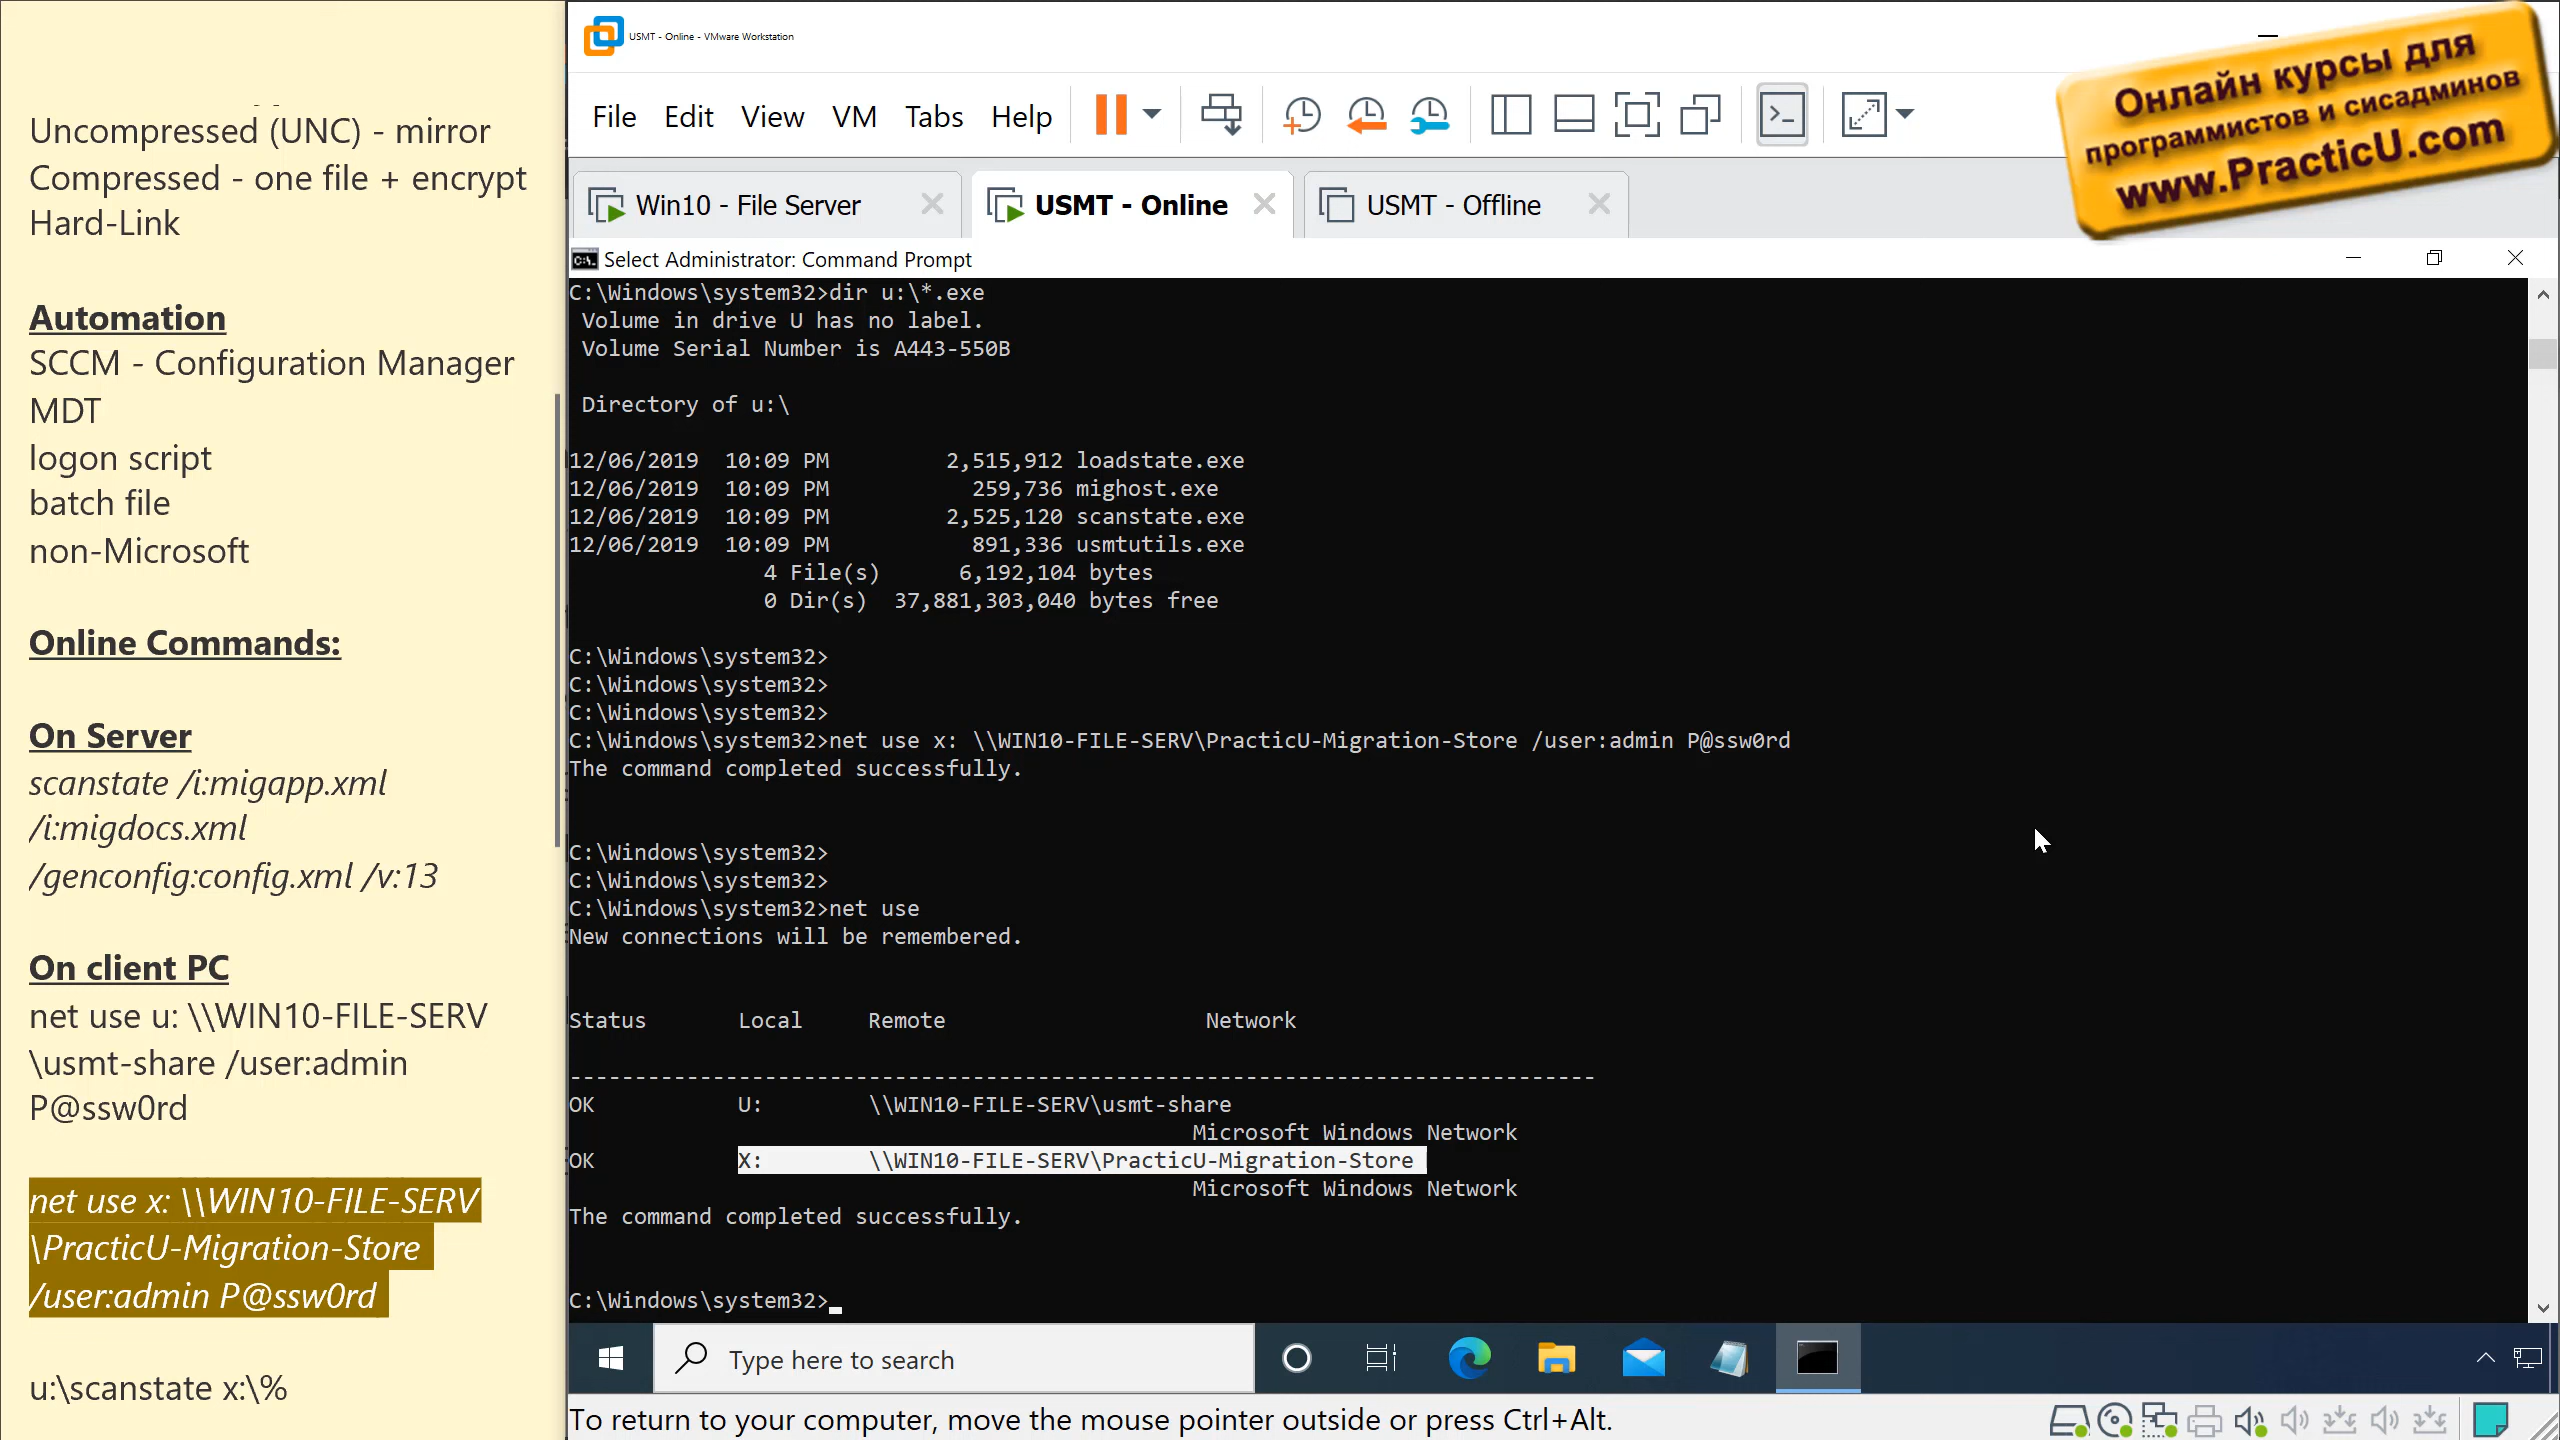 Uncompressed (UNC) - mirror
Compressed - one file + encrypt
Hard-Link
Automation
SCCM - Configuration Manager
MDT
logon script
batch file
non-Microsoft
Online Commands:
On Server
scanstate /i:migapp.xml
/i:migdocs.xml
/genconfig:config.xml /v:13
On client PC
net use u: \\WIN10-FILE-SERV
\usmt-share /user:admin
P@ssw0rd
net use x: \\WIN10-FILE-SERV
\PracticU-Migration-Store
/user:admin P@ssw0rd
u:\scanstate x:\%
USMT - Online - VMware Workstation
File Edit View VM Tabs Help
Онлайн курсы для
программистов и сисадминов
www.PracticU.com
Win10 - File Server
USMT - Online
USMT - Offline
Select Administrator: Command Prompt
C:\Windows\system32>dir u:\*.exe
Volume in drive U has no label.
Volume Serial Number is A443-550B
Directory of u:\
12/06/2019 10:09 PM 2,515,912 loadstate.exe
12/06/2019 10:09 PM 259,736 mighost.exe
12/06/2019 10:09 PM 2,525,120 scanstate.exe
12/06/2019 10:09 PM 891,336 usmtutils.exe
4 File(s) 6,192,104 bytes
0 Dir(s) 37,881,303,040 bytes free
C:\Windows\system32>
C:\Windows\system32>
C:\Windows\system32>
C:\Windows\system32>net use x: \\WIN10-FILE-SERV\PracticU-Migration-Store /user:admin P@ssw0rd
The command completed successfully.
C:\Windows\system32>
C:\Windows\system32>
C:\Windows\system32>net use
New connections will be remembered.
Status Local Remote Network
-------------------------------------------------------------------------------
OK U: \\WIN10-FILE-SERV\usmt-share
Microsoft Windows Network
OK X: \\WIN10-FILE-SERV\PracticU-Migration-Store
Microsoft Windows Network
The command completed successfully.
C:\Windows\system32>
Type here to search
To return to your computer, move the mouse pointer outside or press Ctrl+Alt.